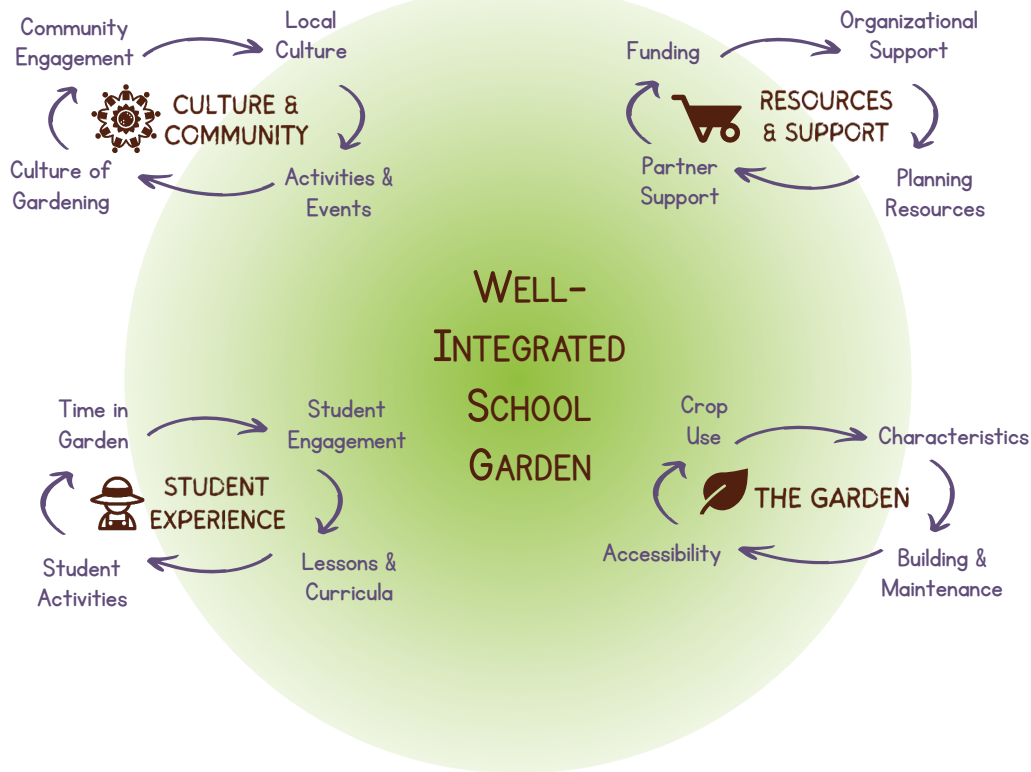 Community
Engagement
Local
Culture
CULTURE &
COMMUNITY
Culture of
Gardening
Activities &
Events
Funding
Organizational
Support
RESOURCES
& SUPPORT
Partner
Support
Planning
Resources
WELL-
INTEGRATED
SCHOOL
GARDEN
Time in
Garden
Student
Engagement
STUDENT
EXPERIENCE
Student
Activities
Lessons &
Curricula
Crop
Use
Characteristics
THE GARDEN
Accessibility
Building &
Maintenance